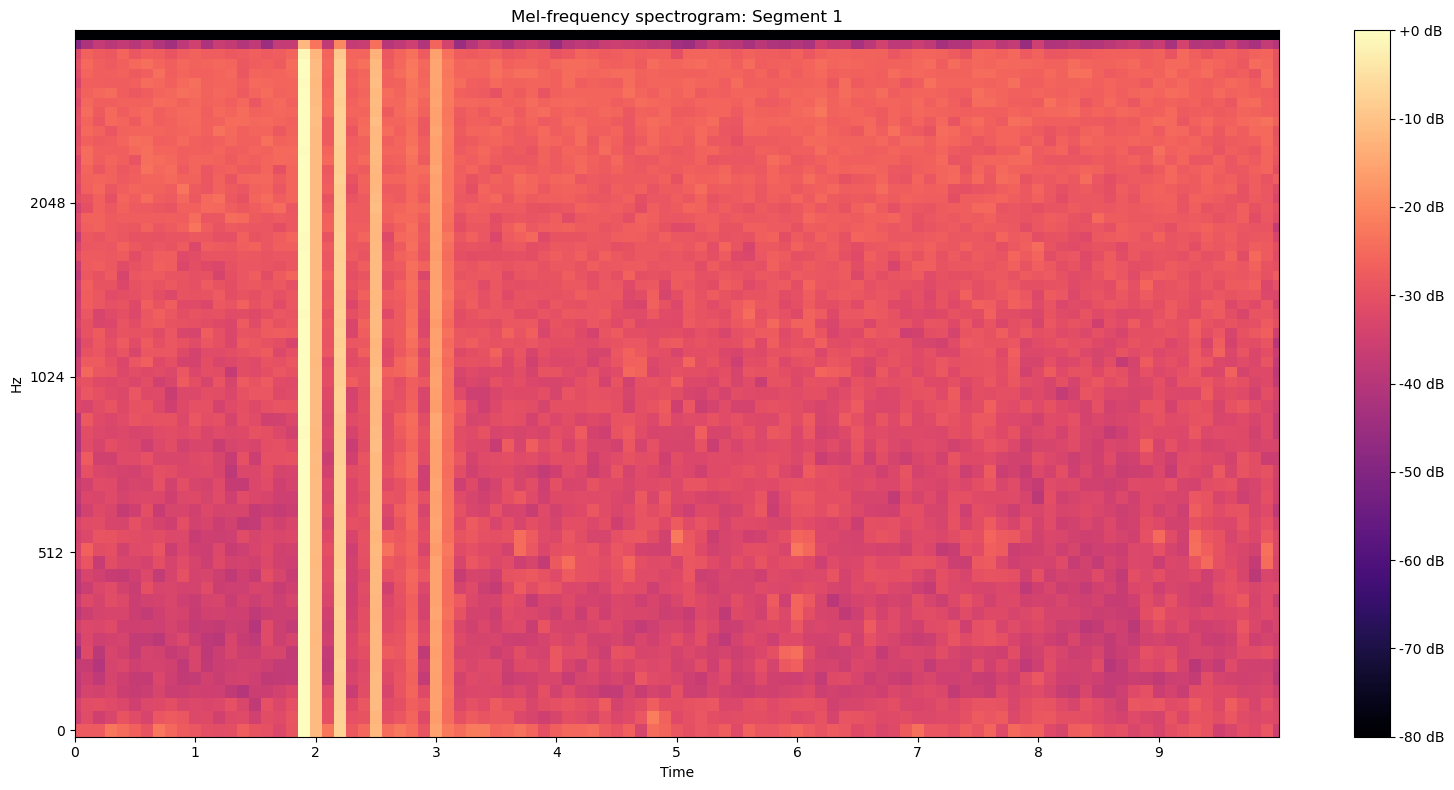 Mel-frequency spectrogram: Segment 1
Hz
2048
1024
512
0
0 1 2 3 4 5 6 7 8 9
Time
+0 dB
-10 dB
-20 dB
-30 dB
-40 dB
-50 dB
-60 dB
-70 dB
-80 dB